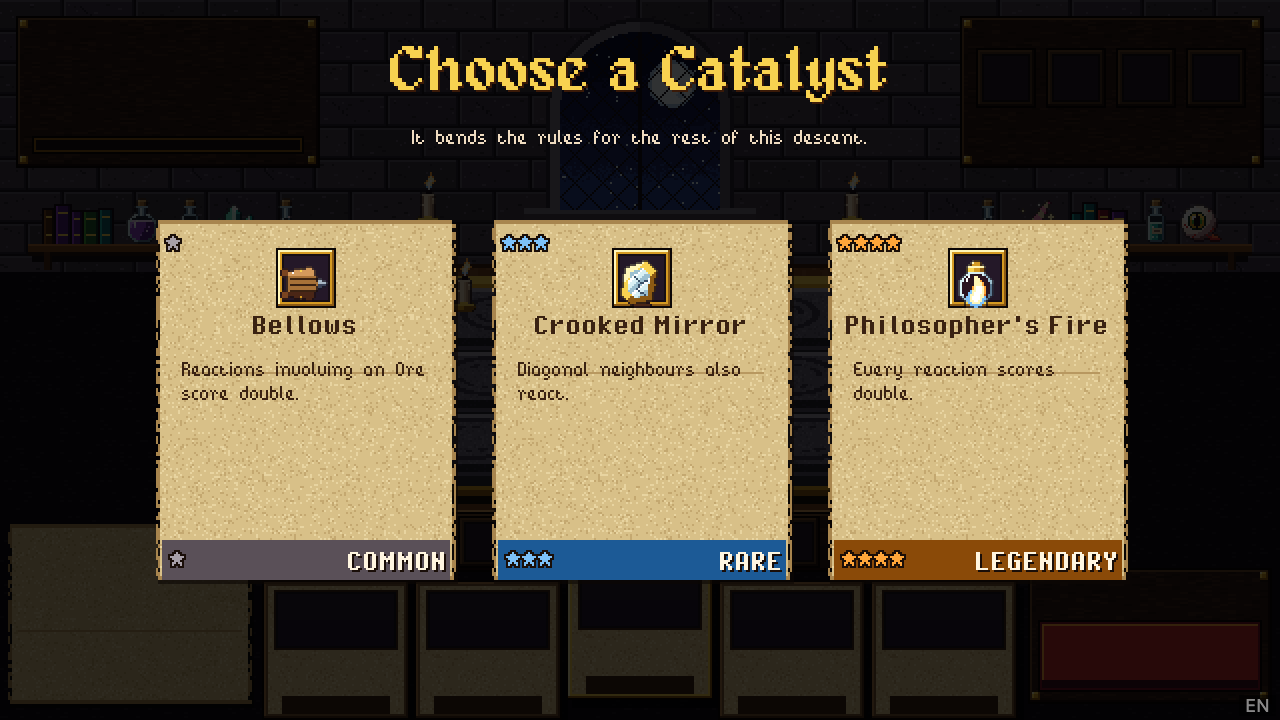 Choose a Catalyst
It bends the rules for the rest of this descent.
Bellows
Reactions involving an Ore
score double.
COMMON
Crooked Mirror
Diagonal neighbours also
react.
RARE
Philosopher's Fire
Every reaction scores
double.
LEGENDARY
EN